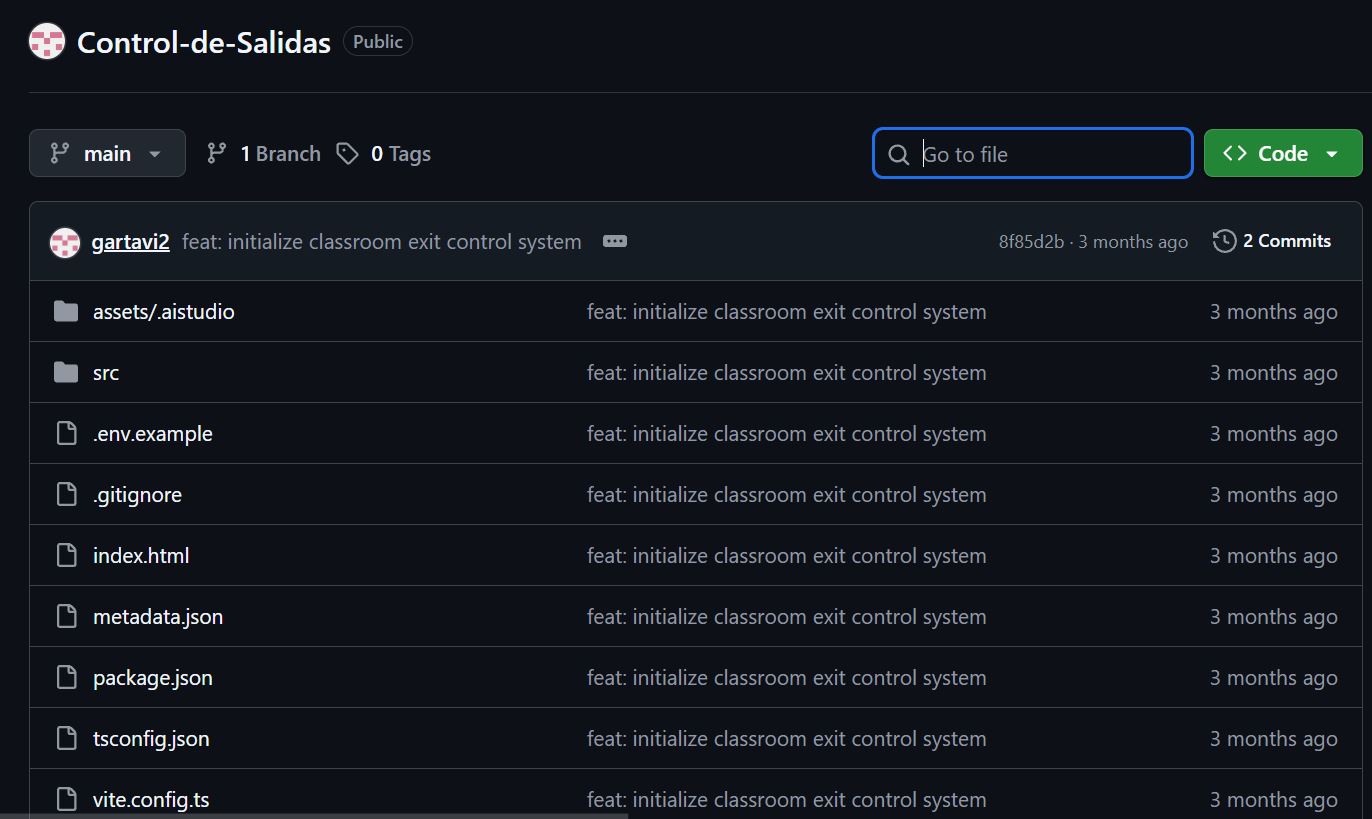 Control-de-Salidas Public
main 1 Branch 0 Tags Go to file Code
gartavi2 feat: initialize classroom exit control system 8f85d2b · 3 months ago 2 Commits
assets/.aistudio feat: initialize classroom exit control system 3 months ago
src feat: initialize classroom exit control system 3 months ago
.env.example feat: initialize classroom exit control system 3 months ago
.gitignore feat: initialize classroom exit control system 3 months ago
index.html feat: initialize classroom exit control system 3 months ago
metadata.json feat: initialize classroom exit control system 3 months ago
package.json feat: initialize classroom exit control system 3 months ago
tsconfig.json feat: initialize classroom exit control system 3 months ago
vite.config.ts feat: initialize classroom exit control system 3 months ago